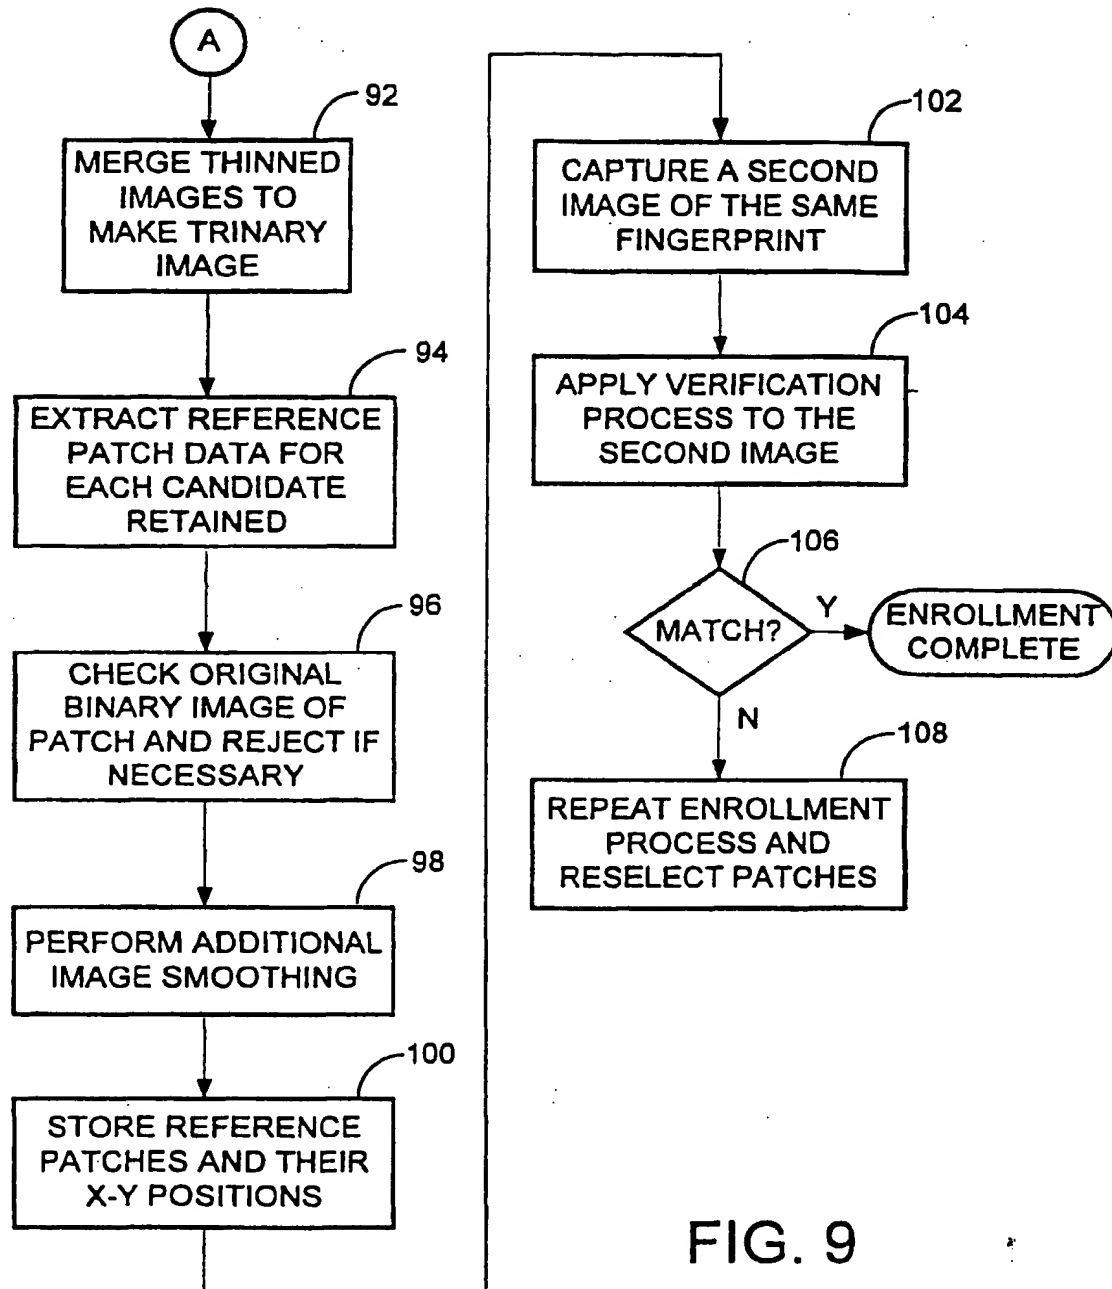 A
92
MERGE THINNED
IMAGES TO
MAKE TRINARY
IMAGE
94
EXTRACT REFERENCE
PATCH DATA FOR
EACH CANDIDATE
RETAINED
96
CHECK ORIGINAL
BINARY IMAGE OF
PATCH AND REJECT IF
NECESSARY
98
PERFORM ADDITIONAL
IMAGE SMOOTHING
100
STORE REFERENCE
PATCHES AND THEIR
X-Y POSITIONS
102
CAPTURE A SECOND
IMAGE OF THE SAME
FINGERPRINT
104
APPLY VERIFICATION
PROCESS TO THE
SECOND IMAGE
106
MATCH?
Y
ENROLLMENT
COMPLETE
N
108
REPEAT ENROLLMENT
PROCESS AND
RESELECT PATCHES
FIG. 9